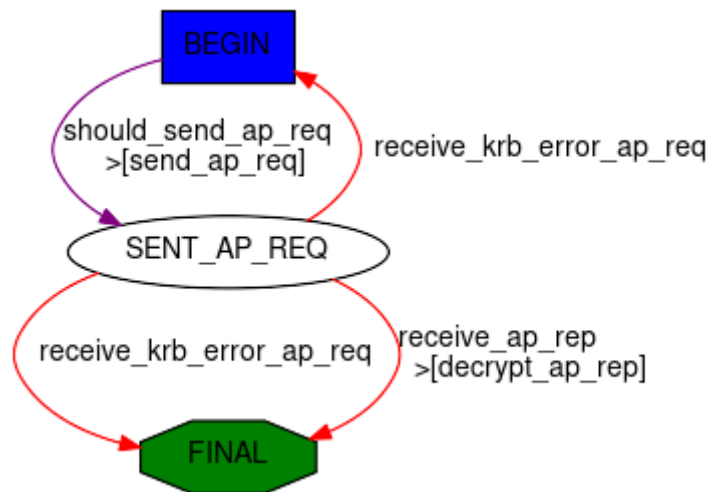 BEGIN
should_send_ap_req
>[send_ap_req]
receive_krb_error_ap_req
SENT_AP_REQ
receive_krb_error_ap_req
receive_ap_rep
>[decrypt_ap_rep]
FINAL